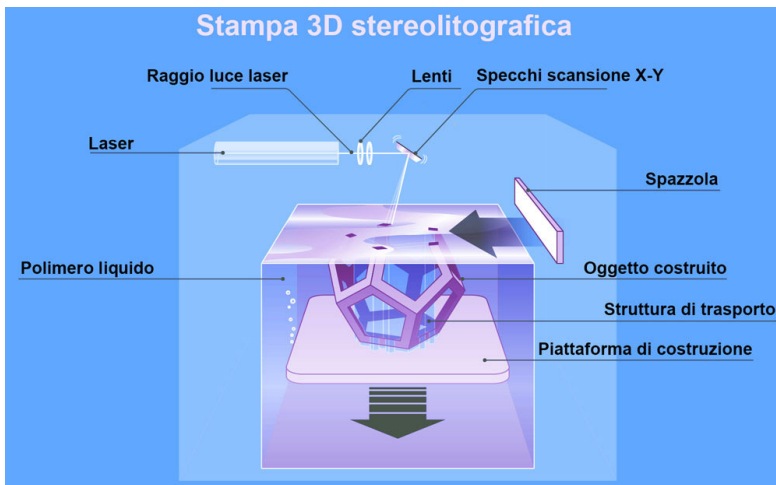 Stampa 3D stereolitografica
Raggio luce laser
Lenti
Specchi scansione X-Y
Laser
Spazzola
Polimero liquido
Oggetto costruito
Struttura di trasporto
Piattaforma di costruzione